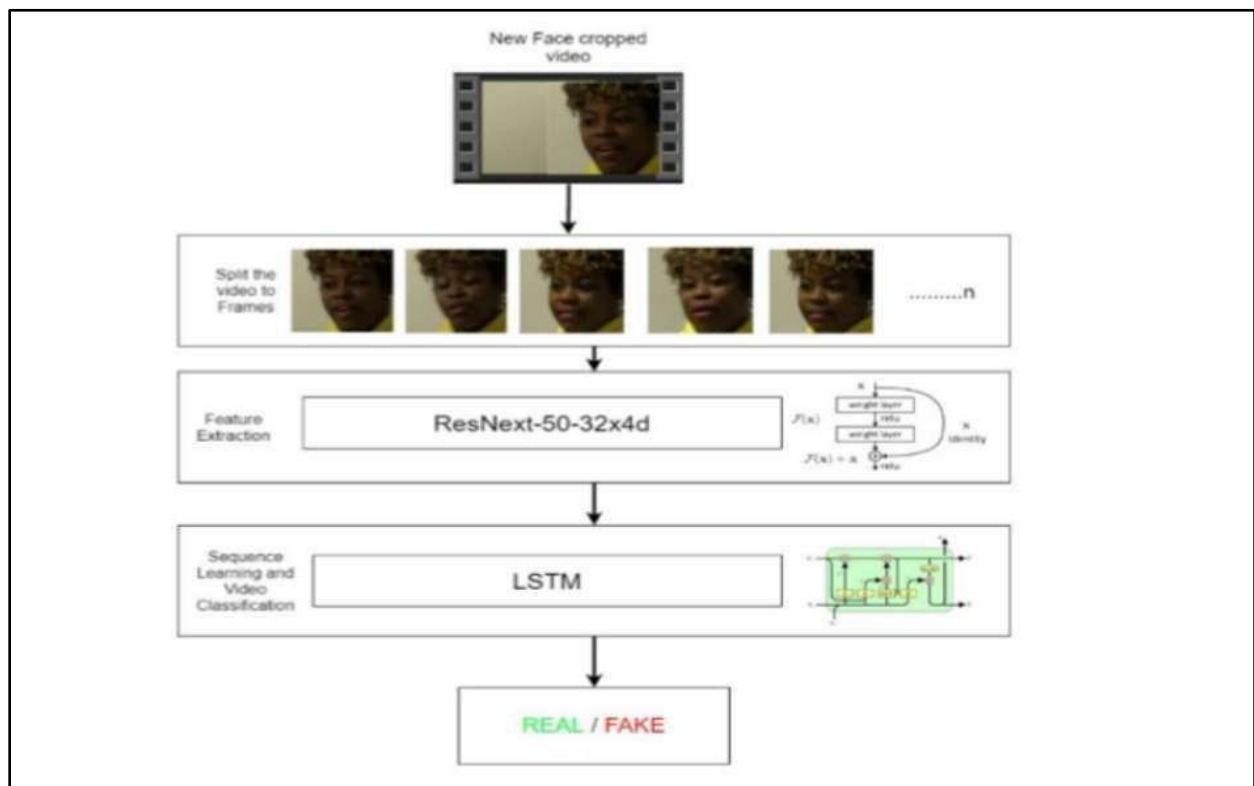 New Face cropped
video
Split the
video to
Frames
.........n
Feature
Extraction
ResNext-50-32x4d
x
weight layer
relu
F(x)
weight layer
x
identity
F(x) + x
relu
Sequence
Learning and
Video
Classification
LSTM
REAL / FAKE